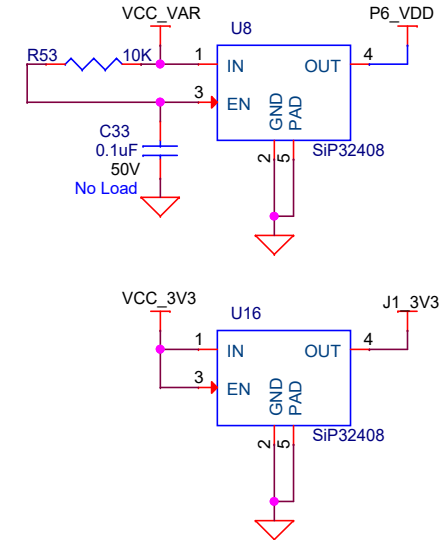 VCC_VAR
P6_VDD
U8
R53
10K
1
IN
OUT
4
3
EN
GND
PAD
C33
0.1uF
50V
No Load
2
5
SiP32408
VCC_3V3
J1_3V3
U16
1
IN
OUT
4
3
EN
GND
PAD
2
5
SiP32408